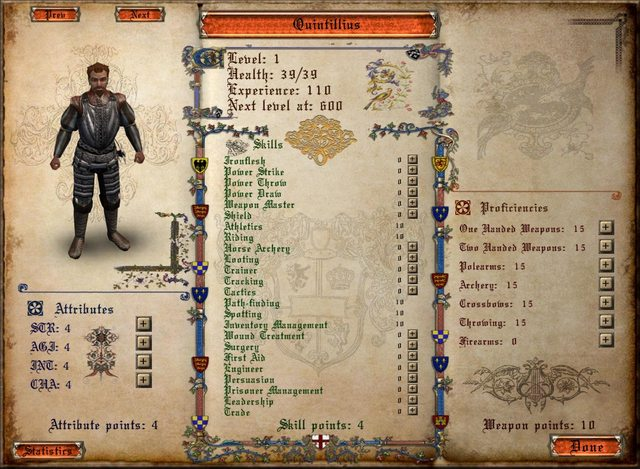 Prev
Next
Quintillius
Level: 1
Health: 39/39
Experience: 110
Next level at: 600
Skills
Ironflesh 0 +
Power Strike 0 +
Power Throw 0 +
Power Draw 0 +
Weapon Master 0 +
Shield 0 +
Athletics 10
Riding 10
Horse Archery 0 +
Looting 0 +
Trainer 0 +
Tracking 0 +
Tactics 0 +
Path-finding 10
Spotting 10
Inventory Management 10
Wound Treatment 0 +
Surgery 0 +
First Aid 0 +
Engineer 0 +
Persuasion 0 +
Prisoner Management 0 +
Leadership 0 +
Trade 0 +
Skill points: 4
Attributes
STR: 4 +
AGI: 4 +
INT: 4 +
CHA: 4 +
Attribute points: 4
Statistics
Proficiencies
One Handed Weapons: 15 +
Two Handed Weapons: 15 +
Polearms: 15 +
Archery: 15 +
Crossbows: 15 +
Throwing: 15 +
Firearms: 0 +
Weapon points: 10
Done